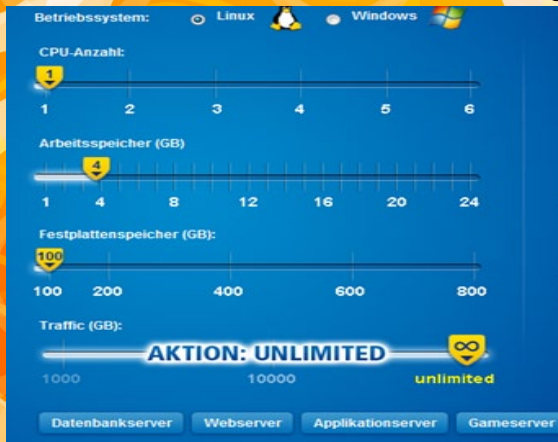 Betriebssystem: Linux Windows
CPU-Anzahl:
1
1 2 3 4 5 6
Arbeitsspeicher (GB)
4
1 4 8 12 16 20 24
Festplattenspeicher (GB):
100
100 200 400 600 800
Traffic (GB):
AKTION: UNLIMITED ∞
1000 10000 unlimited
Datenbankserver Webserver Applikationserver Gameserver